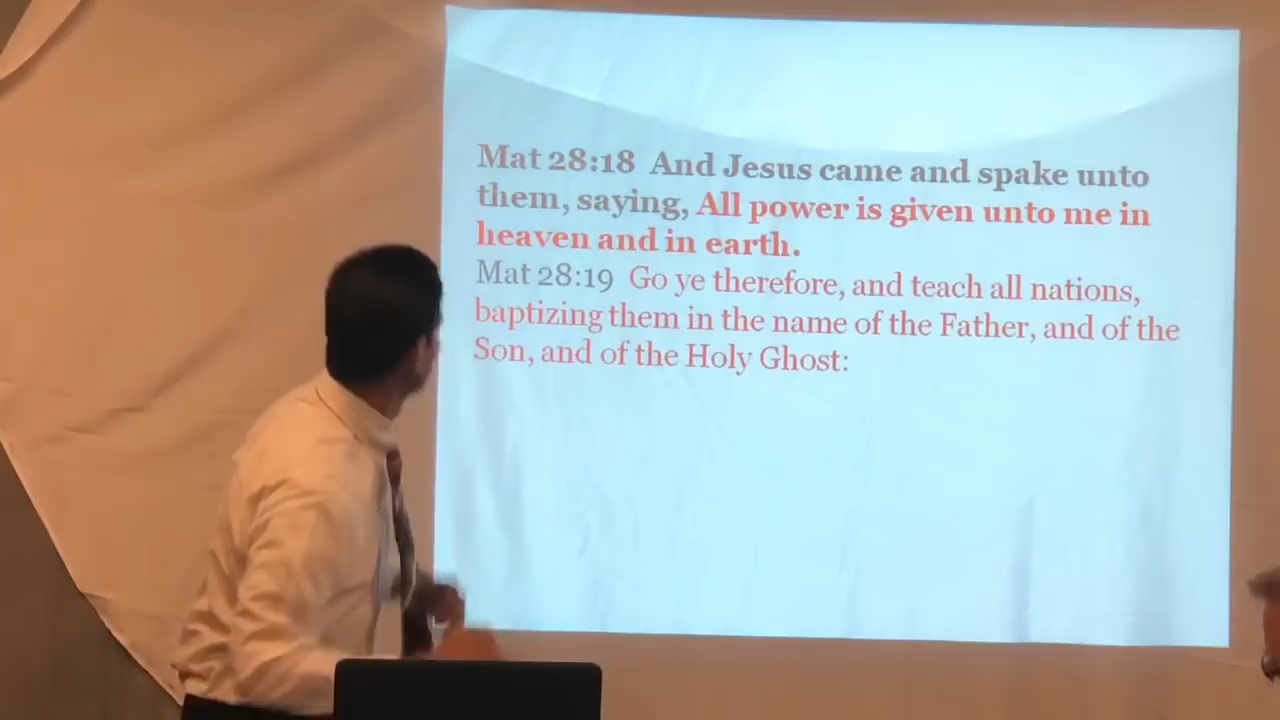 Mat 28:18 And Jesus came and spake unto
them, saying, All power is given unto me in
heaven and in earth.
Mat 28:19 Go ye therefore, and teach all nations,
baptizing them in the name of the Father, and of the
Son, and of the Holy Ghost: